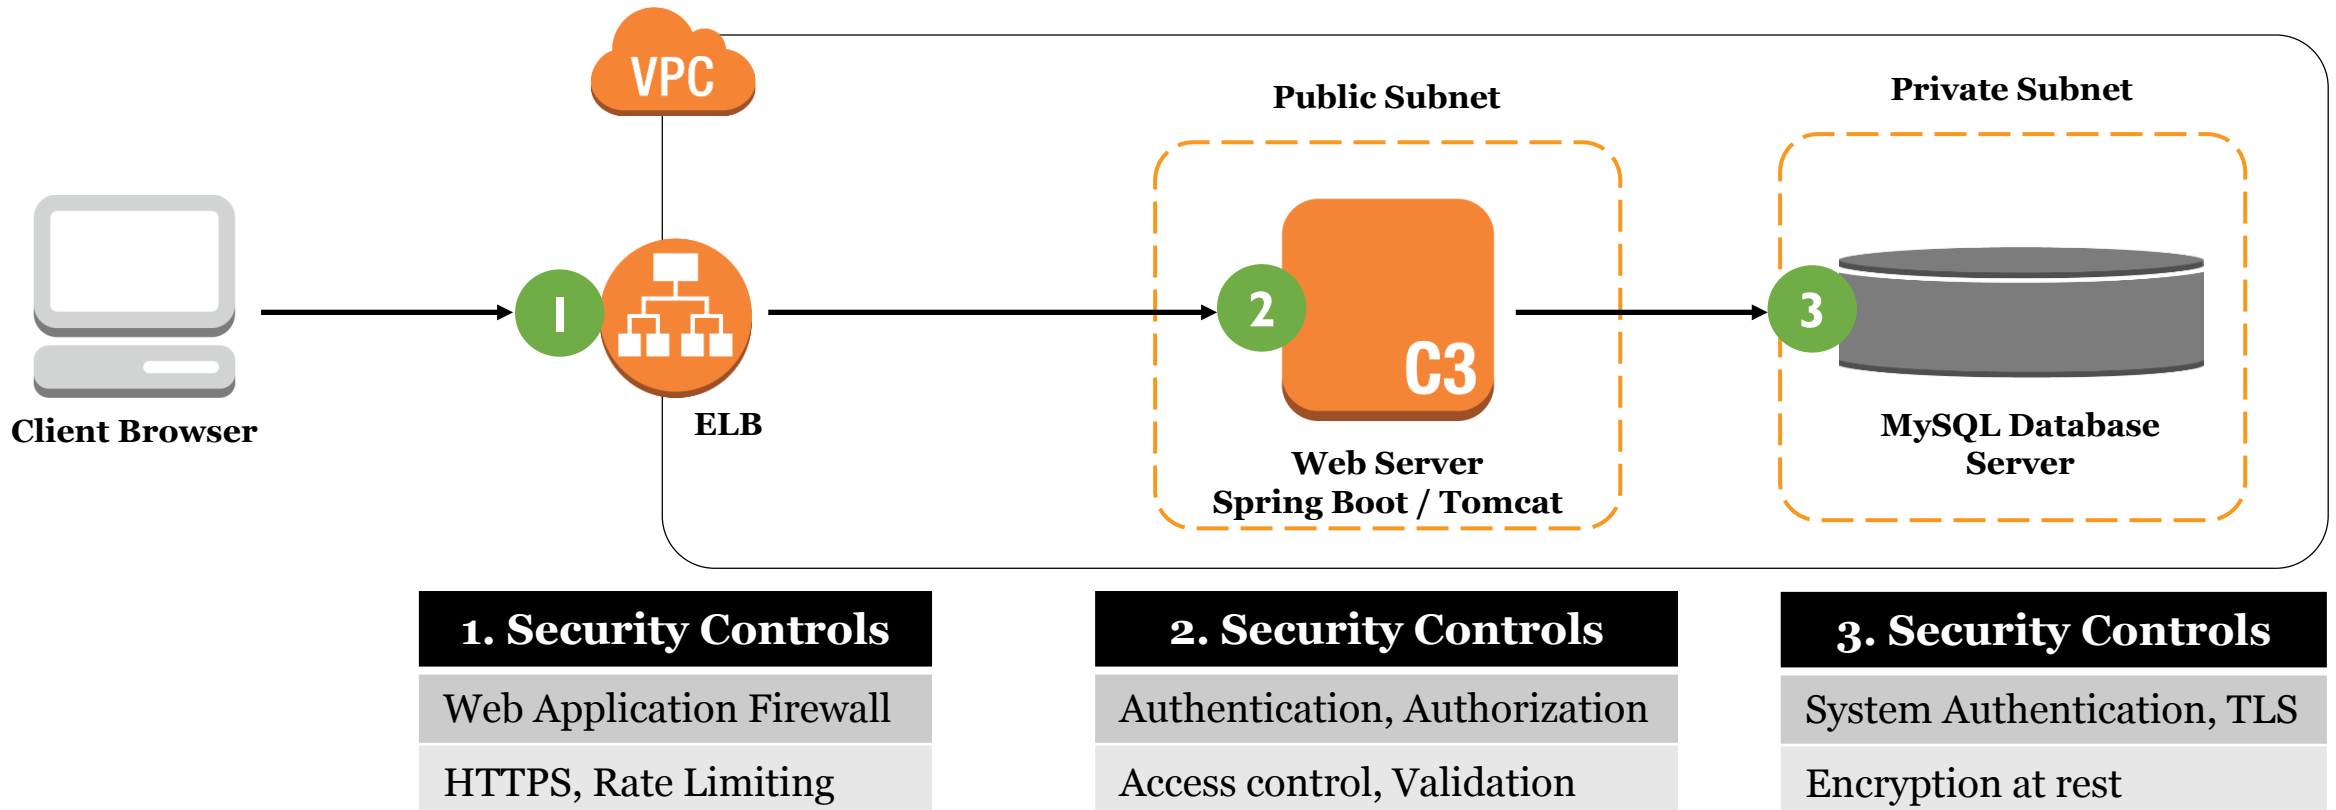 VPC
Public Subnet
Private Subnet
1
2
3
C3
Client Browser
ELB
Web Server
Spring Boot / Tomcat
MySQL Database
Server
1. Security Controls
Web Application Firewall
HTTPS, Rate Limiting
2. Security Controls
Authentication, Authorization
Access control, Validation
3. Security Controls
System Authentication, TLS
Encryption at rest